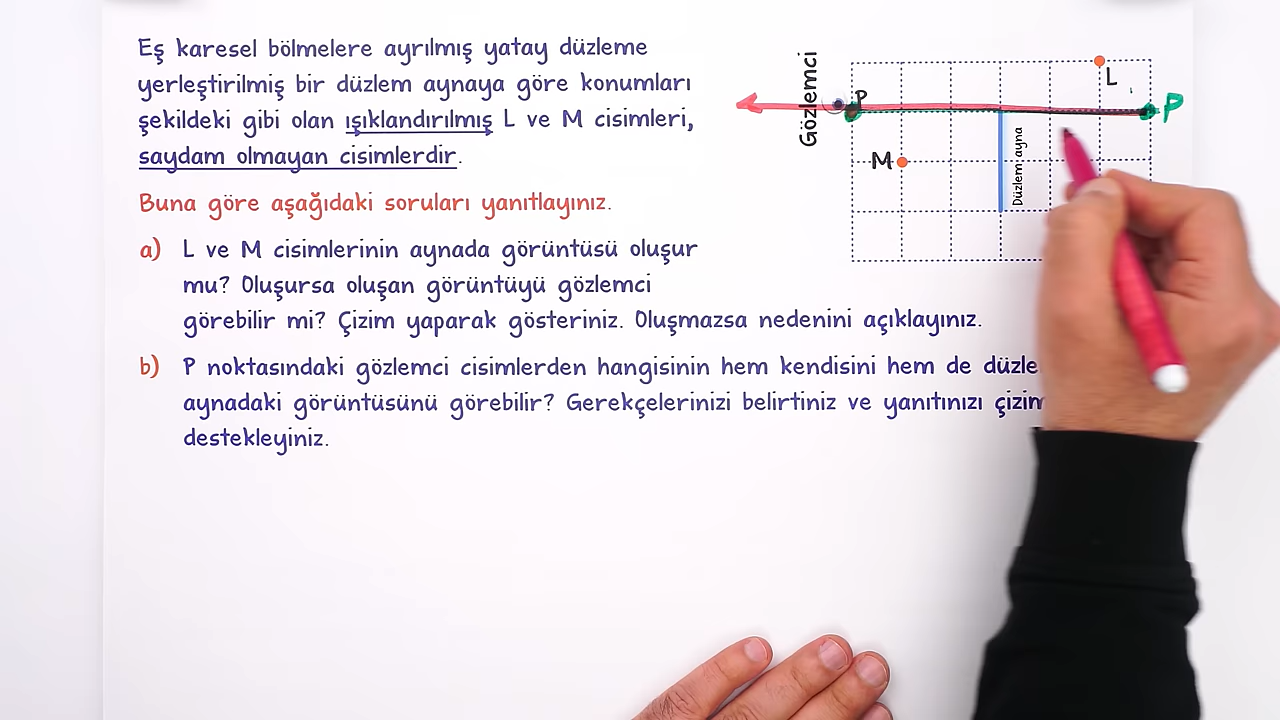 Eş karesel bölmelere ayrılmış yatay düzleme
yerleştirilmiş bir düzlem aynaya göre konumları
şekildeki gibi olan ışıklandırılmış L ve M cisimleri,
saydam olmayan cisimlerdir.
Buna göre aşağıdaki soruları yanıtlayınız.
a) L ve M cisimlerinin aynada görüntüsü oluşur
mu? Oluşursa oluşan görüntüyü gözlemci
görebilir mi? Çizim yaparak gösteriniz. Oluşmazsa nedenini açıklayınız.
b) P noktasındaki gözlemci cisimlerden hangisinin hem kendisini hem de
aynadaki görüntüsünü görebilir? Gerekçelerinizi belirtiniz ve yanıtınızı
destekleyiniz.
Gözlemci
P
L
P
M
Düzlem ayna